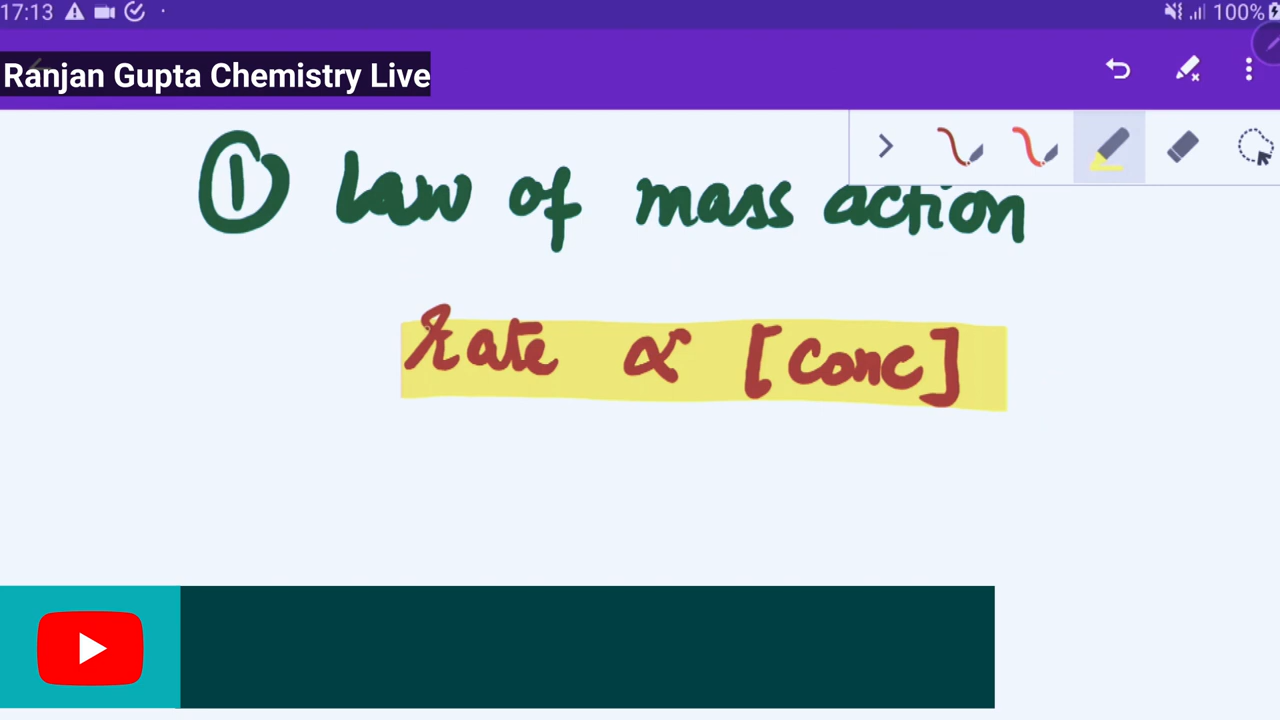 17:13 100%
Ranjan Gupta Chemistry Live
① Law of mass action
Rate ∝ [Conc]